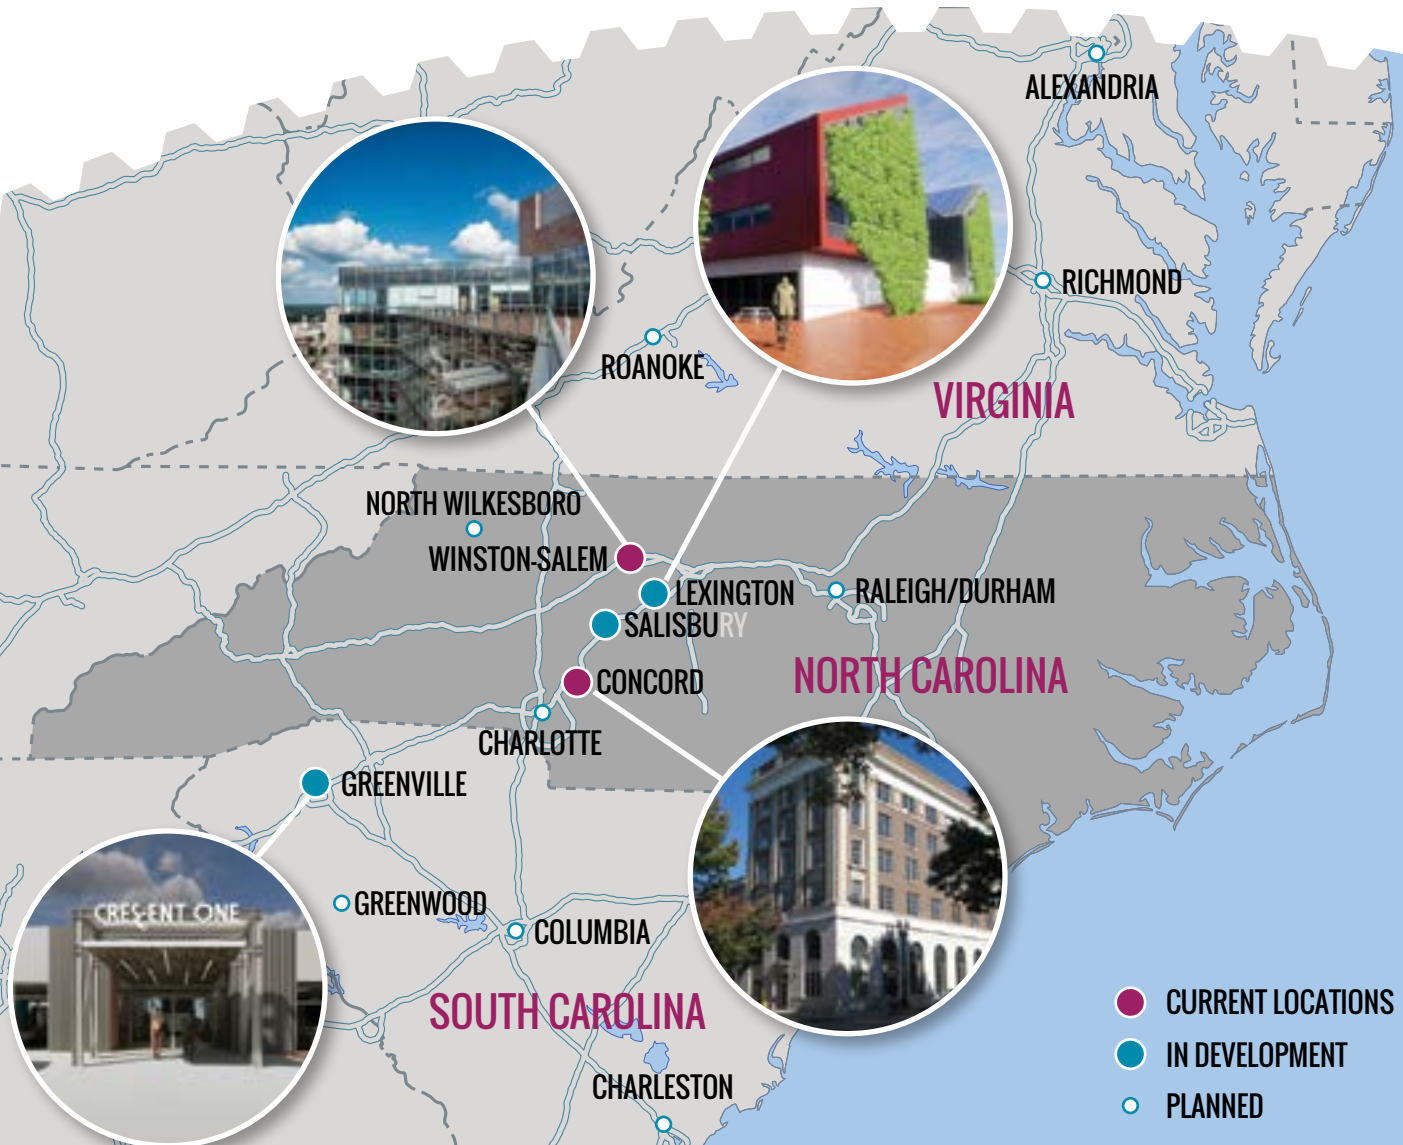 ALEXANDRIA
RICHMOND
ROANOKE
VIRGINIA
NORTH WILKESBORO
WINSTON-SALEM
LEXINGTON
RALEIGH/DURHAM
SALISBURY
CONCORD
NORTH CAROLINA
CHARLOTTE
GREENVILLE
GREENWOOD
COLUMBIA
CRESCENT ONE
SOUTH CAROLINA
CHARLESTON
CURRENT LOCATIONS
IN DEVELOPMENT
PLANNED